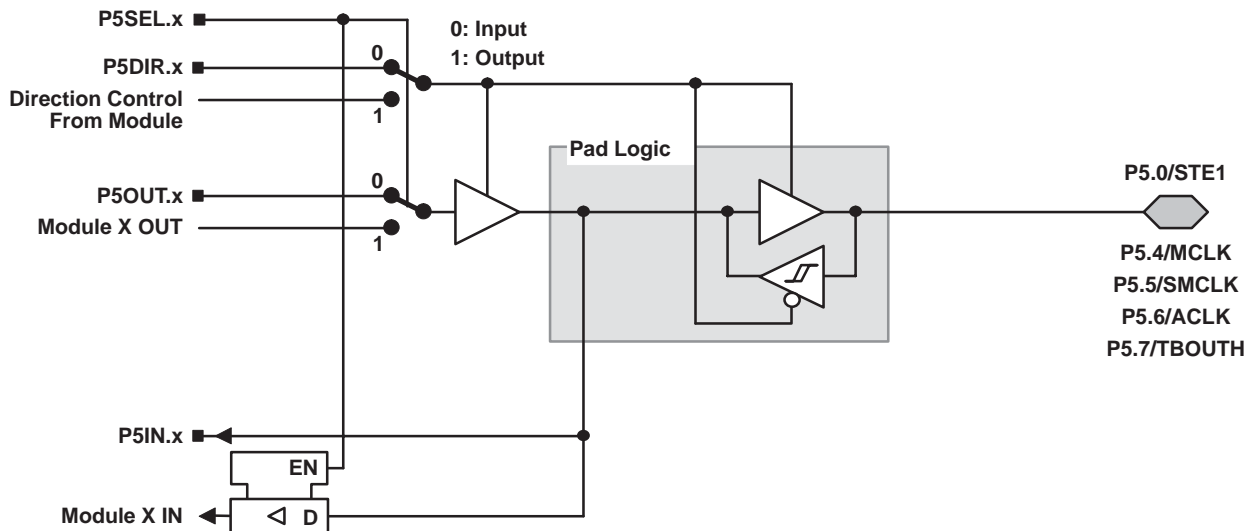 P5SEL.x
0: Input
1: Output
P5DIR.x
0
Direction Control
From Module
1
Pad Logic
P5OUT.x
0
Module X OUT
1
P5.0/STE1
P5.4/MCLK
P5.5/SMCLK
P5.6/ACLK
P5.7/TBOUTH
P5IN.x
EN
Module X IN
D